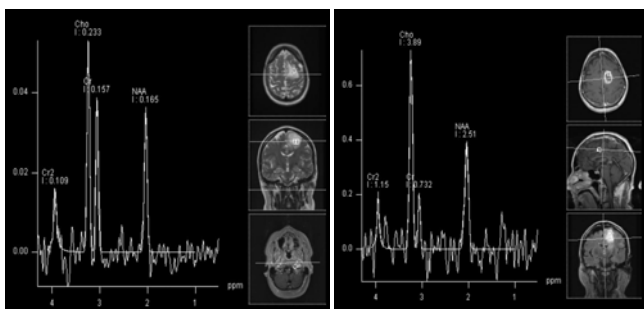 Cho
I : 0.233
Cr
I : 0.157
NAA
I : 0.165
Cr2
I : 0.109
0.04
0.02
0.00
4
3
2
1
ppm
Cho
I : 3.89
NAA
I : 2.51
Cr2
I : 1.15
Cr
I : 0.732
0.6
0.4
0.2
0.0
4
3
2
1
ppm